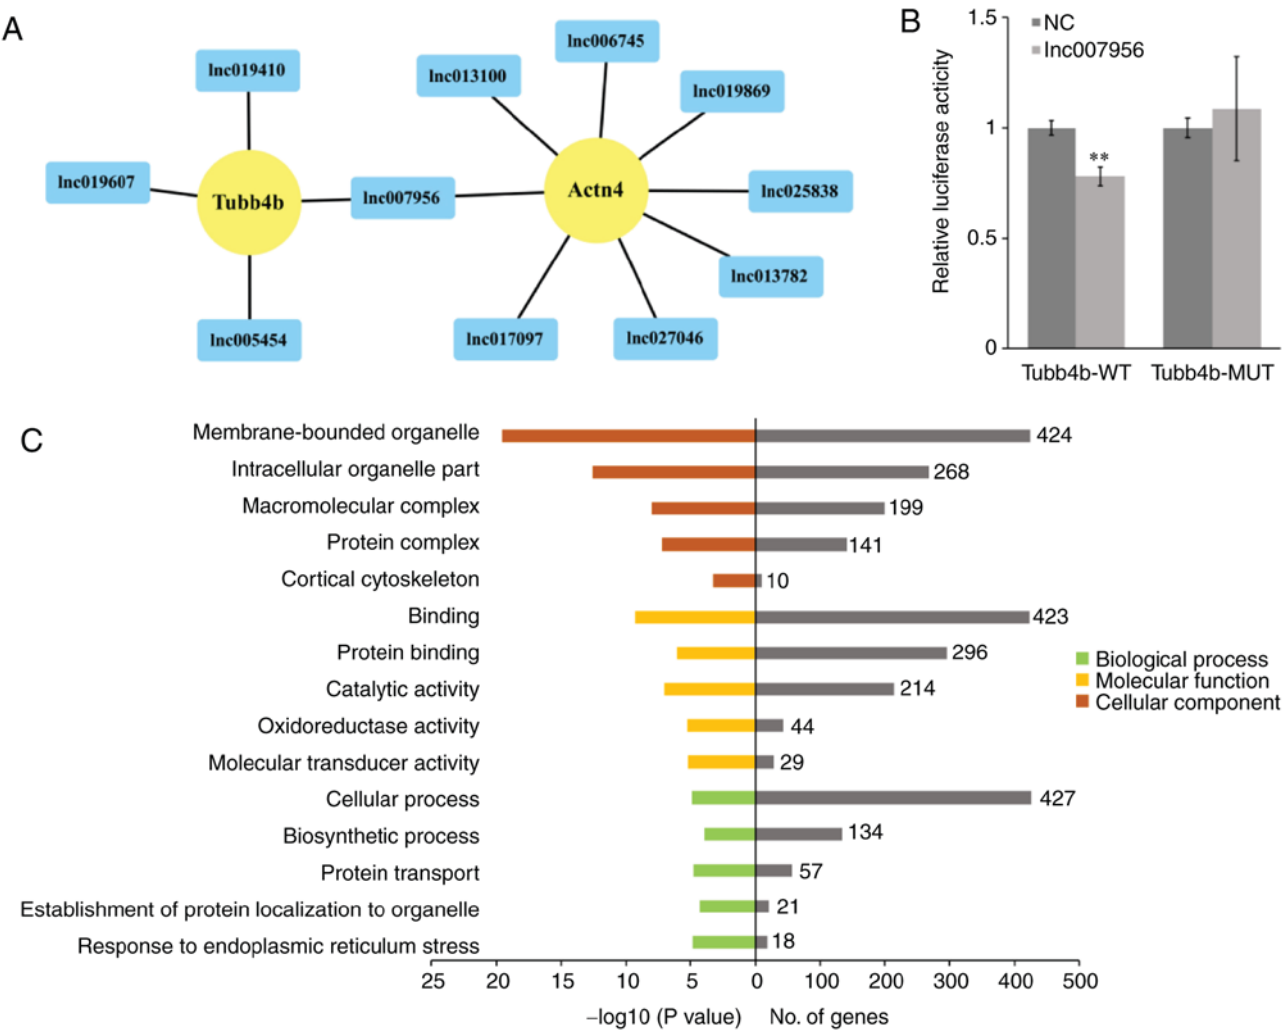 A
lnc019410
lnc019607
Tubb4b
lnc005454
lnc007956
lnc013100
lnc006745
lnc019869
Actn4
lnc025838
lnc013782
lnc027046
lnc017097
B
Relative luciferase acticity
1.5
1
0.5
0
NC
lnc007956
**
Tubb4b-WT Tubb4b-MUT
C
Membrane-bounded organelle 424
Intracellular organelle part 268
Macromolecular complex 199
Protein complex 141
Cortical cytoskeleton 10
Binding 423
Protein binding 296
Catalytic activity 214
Oxidoreductase activity 44
Molecular transducer activity 29
Cellular process 427
Biosynthetic process 134
Protein transport 57
Establishment of protein localization to organelle 21
Response to endoplasmic reticulum stress 18
Biological process
Molecular function
Cellular component
25 20 15 10 5 0 100 200 300 400 500
−log10 (P value) No. of genes